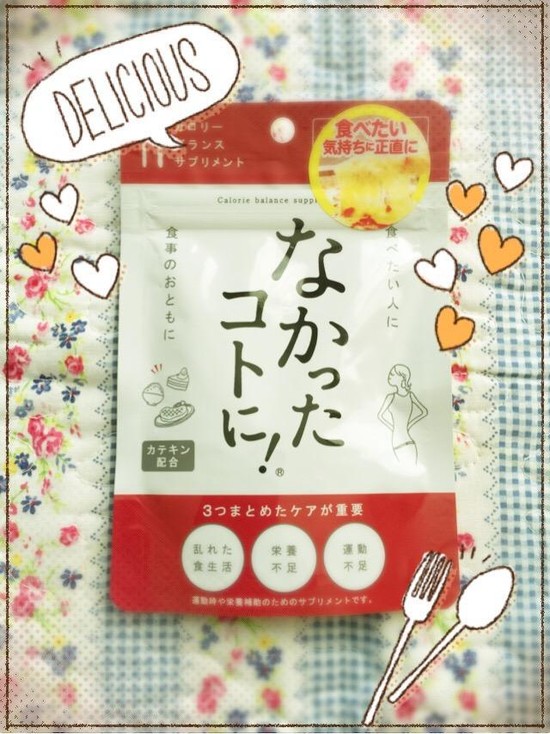 DELICIOUS
カロリー
バランス
サプリメント
食べたい
気持ちに正直に
Calorie balance suppl
食べたい人に
なかった
コトに!®
食事のおともに
カテキン
配合
3つまとめたケアが重要
乱れた
食生活
栄養
不足
運動
不足
運動時や栄養補助のためのサプリメントです。